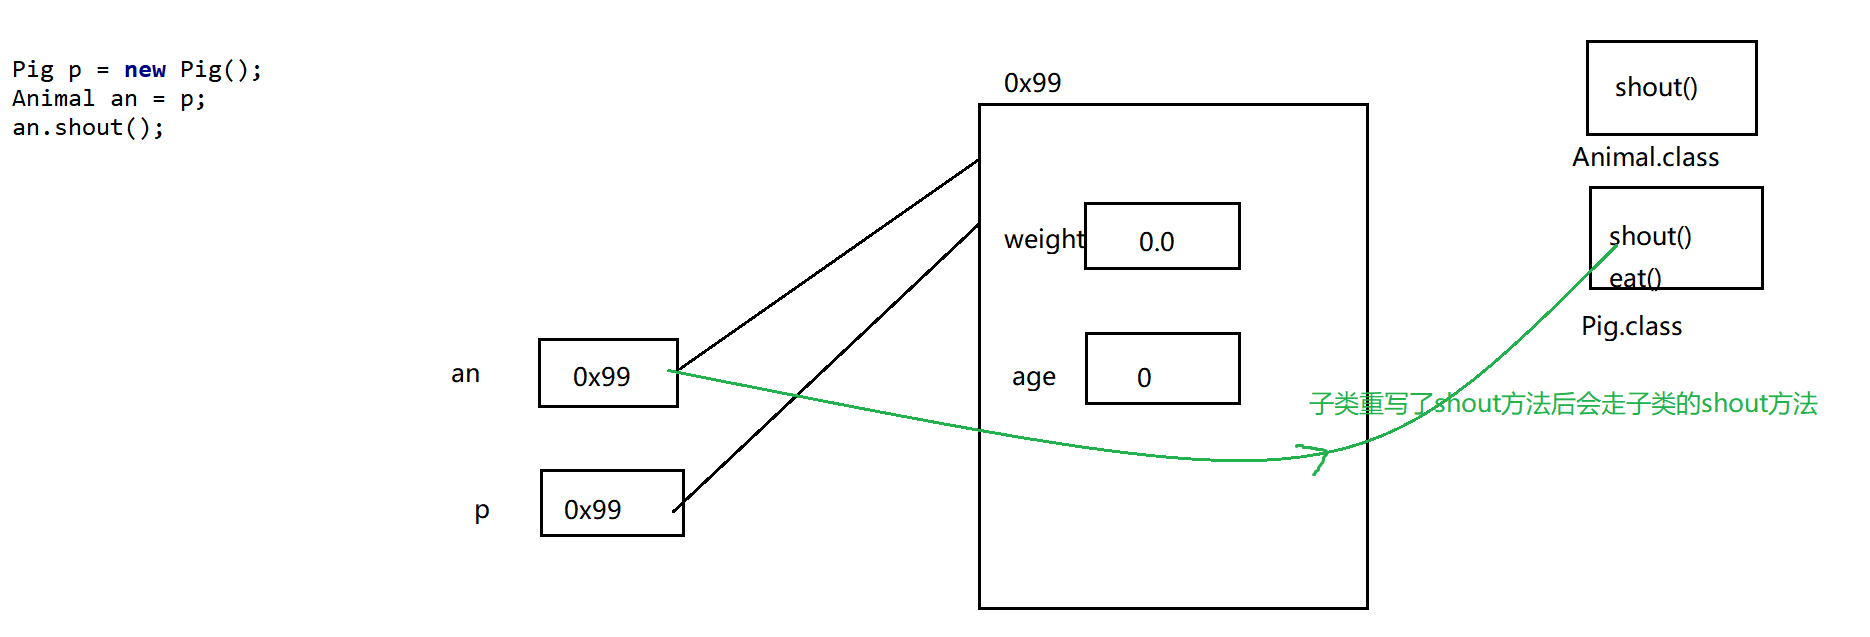 Pig p = new Pig();
Animal an = p;
an.shout();
0x99
shout()
Animal.class
weight
0.0
shout()
eat()
Pig.class
an
0x99
age
0
子类重写了shout方法后会走子类的shout方法
p
0x99